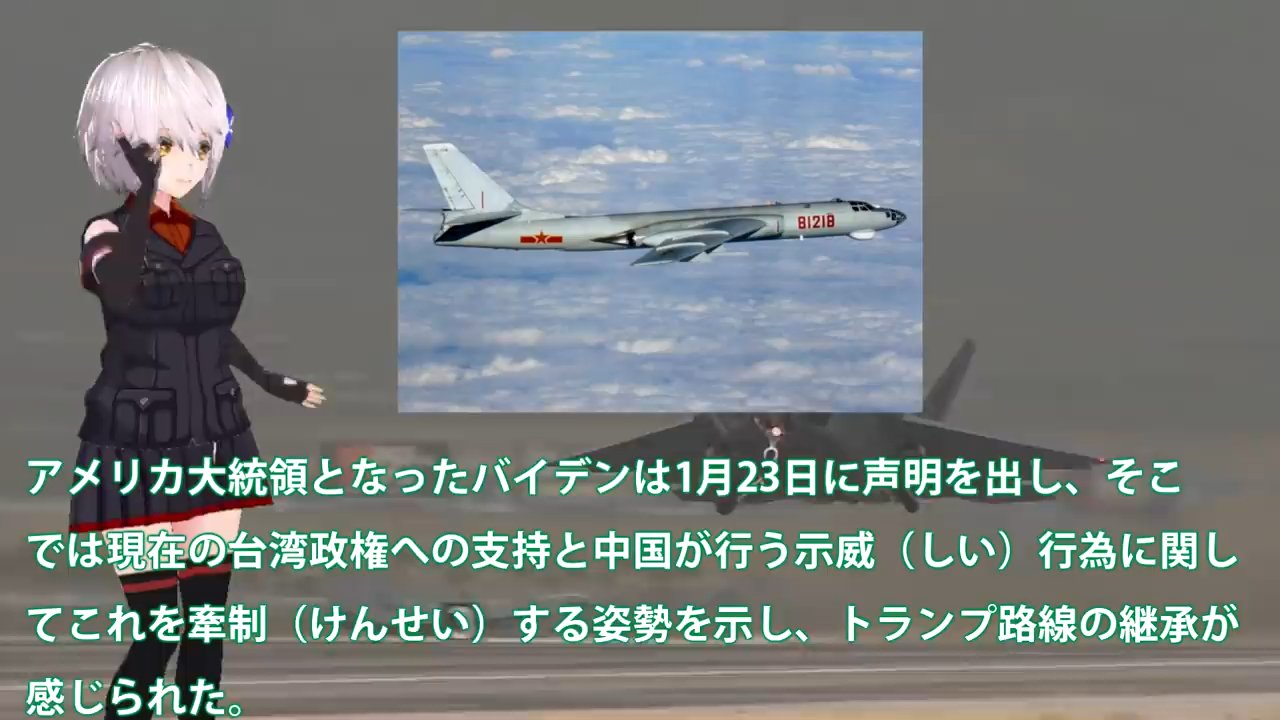 81218
アメリカ大統領となったバイデンは1月23日に声明を出し、そこ
では現在の台湾政権への支持と中国が行う示威（しい）行為に関し
てこれを牽制（けんせい）する姿勢を示し、トランプ路線の継承が
感じられた。